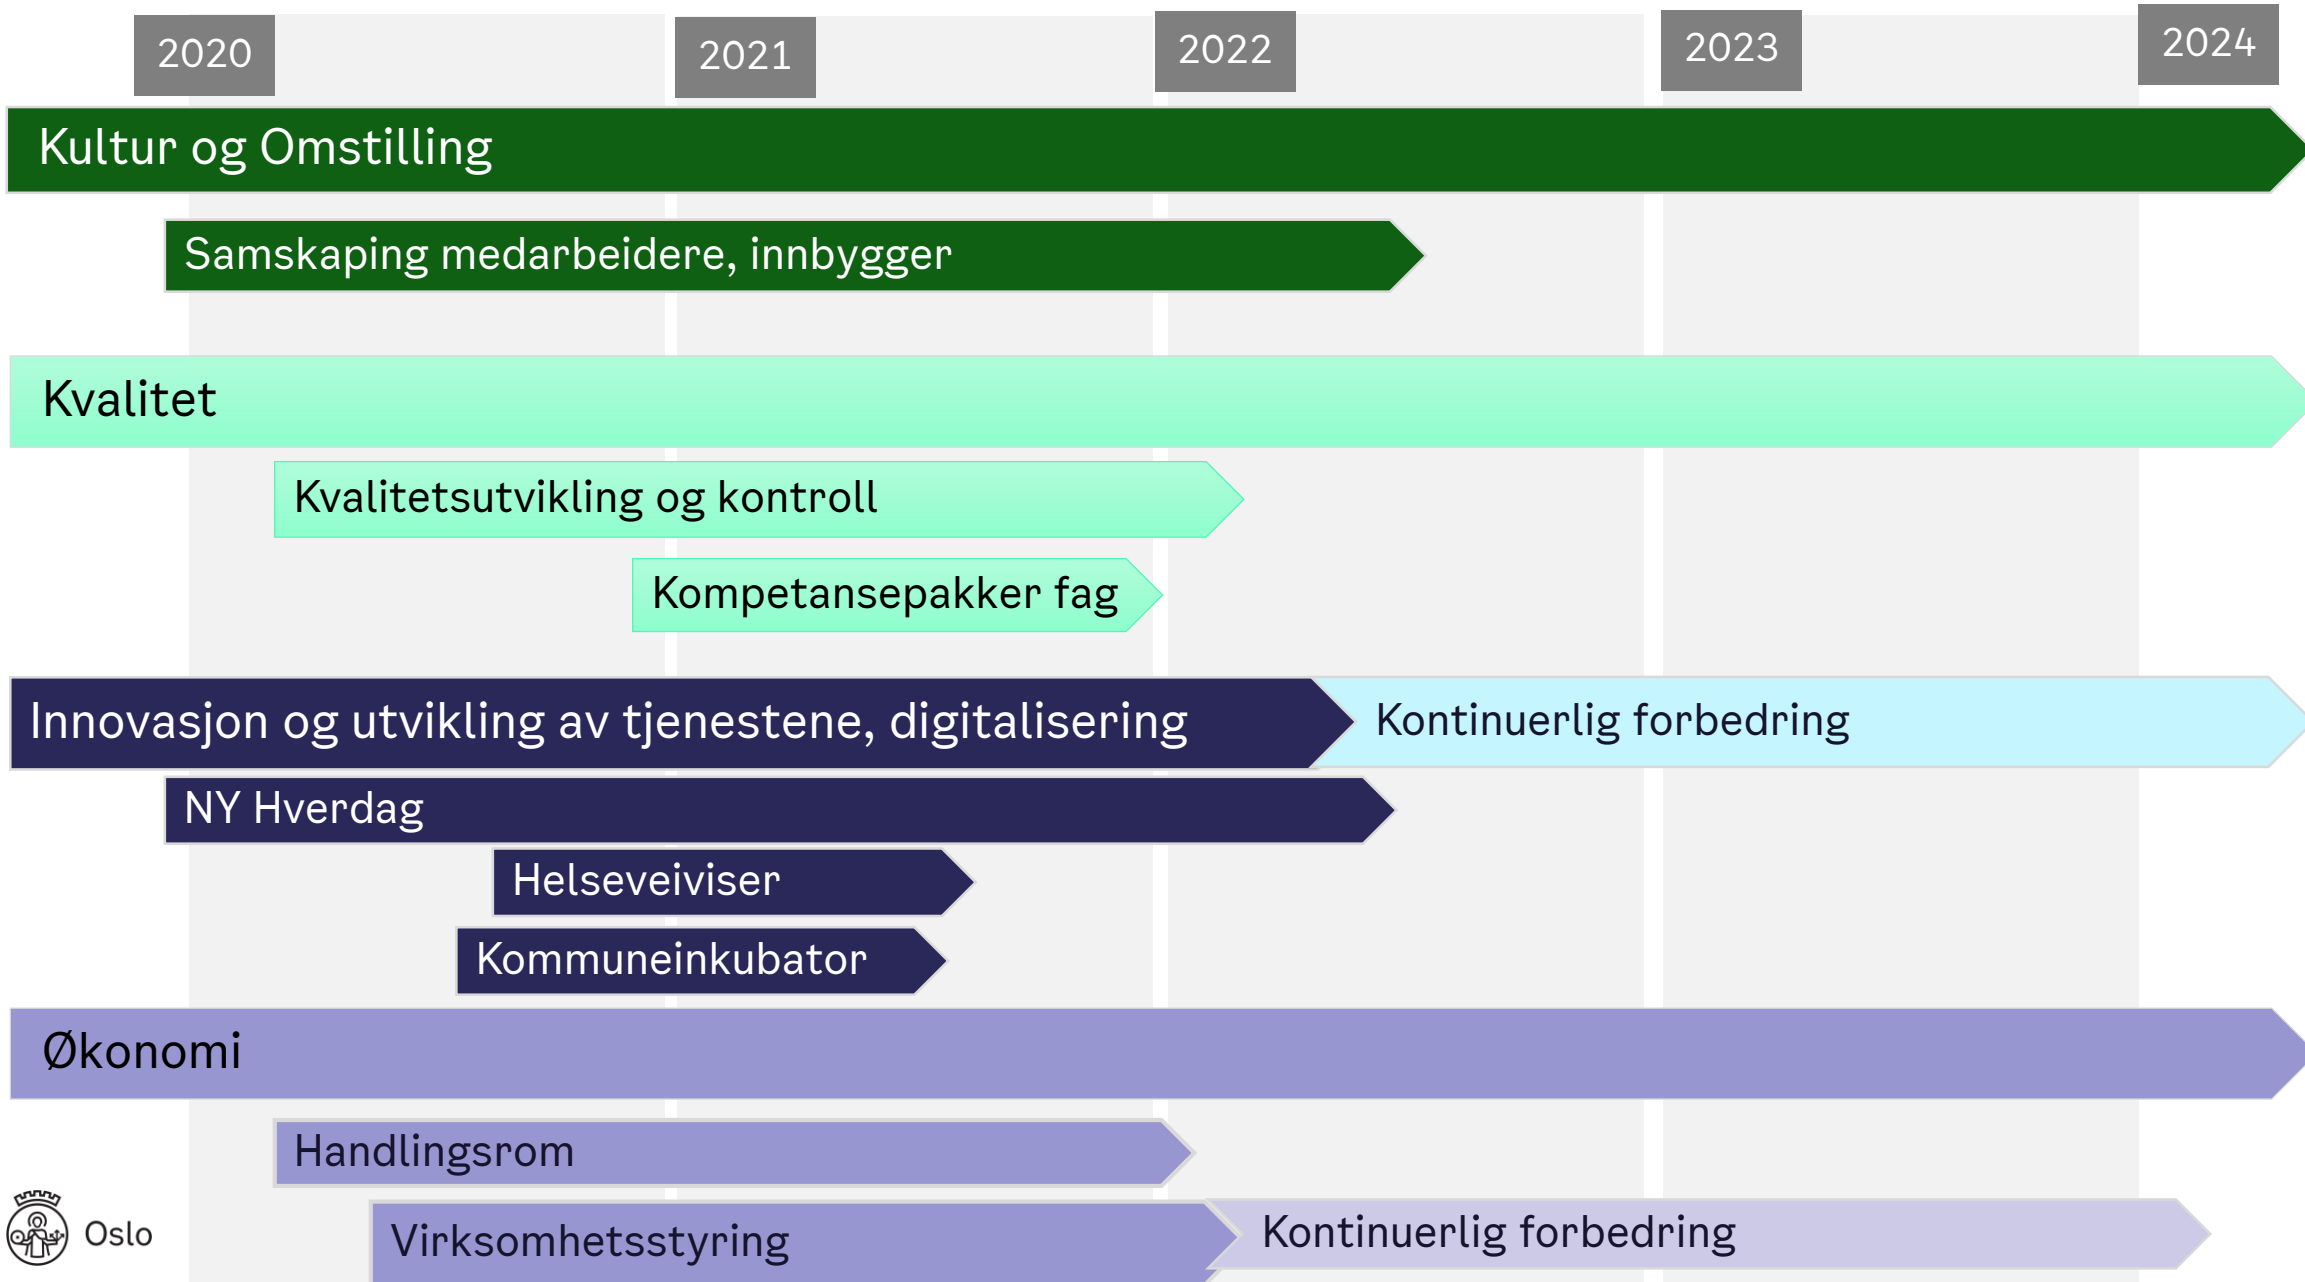 2020
2021
2022
2023
2024
Kultur og Omstilling
Samskaping medarbeidere, innbygger
Kvalitet
Kvalitetsutvikling og kontroll
Kompetansepakker fag
Innovasjon og utvikling av tjenestene, digitalisering
Kontinuerlig forbedring
NY Hverdag
Helseveiviser
Kommuneinkubator
Økonomi
Handlingsrom
Virksomhetsstyring
Kontinuerlig forbedring
Oslo